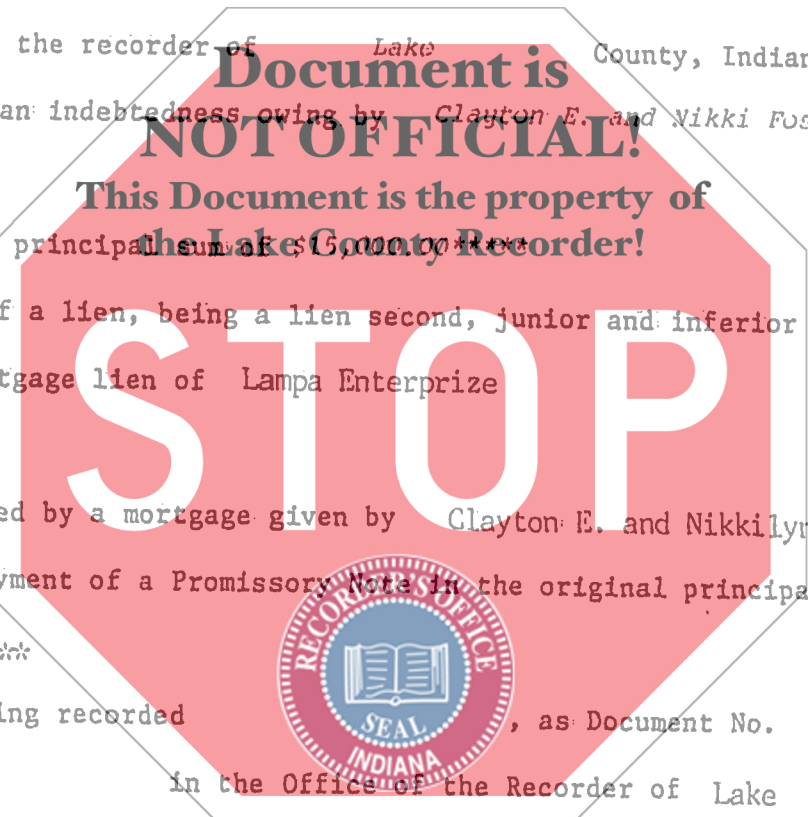 the recorder of Lake County, Indian
Document is
an indebtedness owing by Clayton E. and Nikki Fos
NOT OFFICIAL!
This Document is the property of
the Lake County Recorder!
principal sum of $15,000.00*****
f a lien, being a lien second, junior and inferior
tgage lien of Lampa Enterprize
STOP
ed by a mortgage given by Clayton E. and Nikkilyn
yment of a Promissory Note in the original principa
**
ing recorded , as Document No.
RECORDER'S OFFICE
SEAL
INDIANA
in the Office of the Recorder of Lake